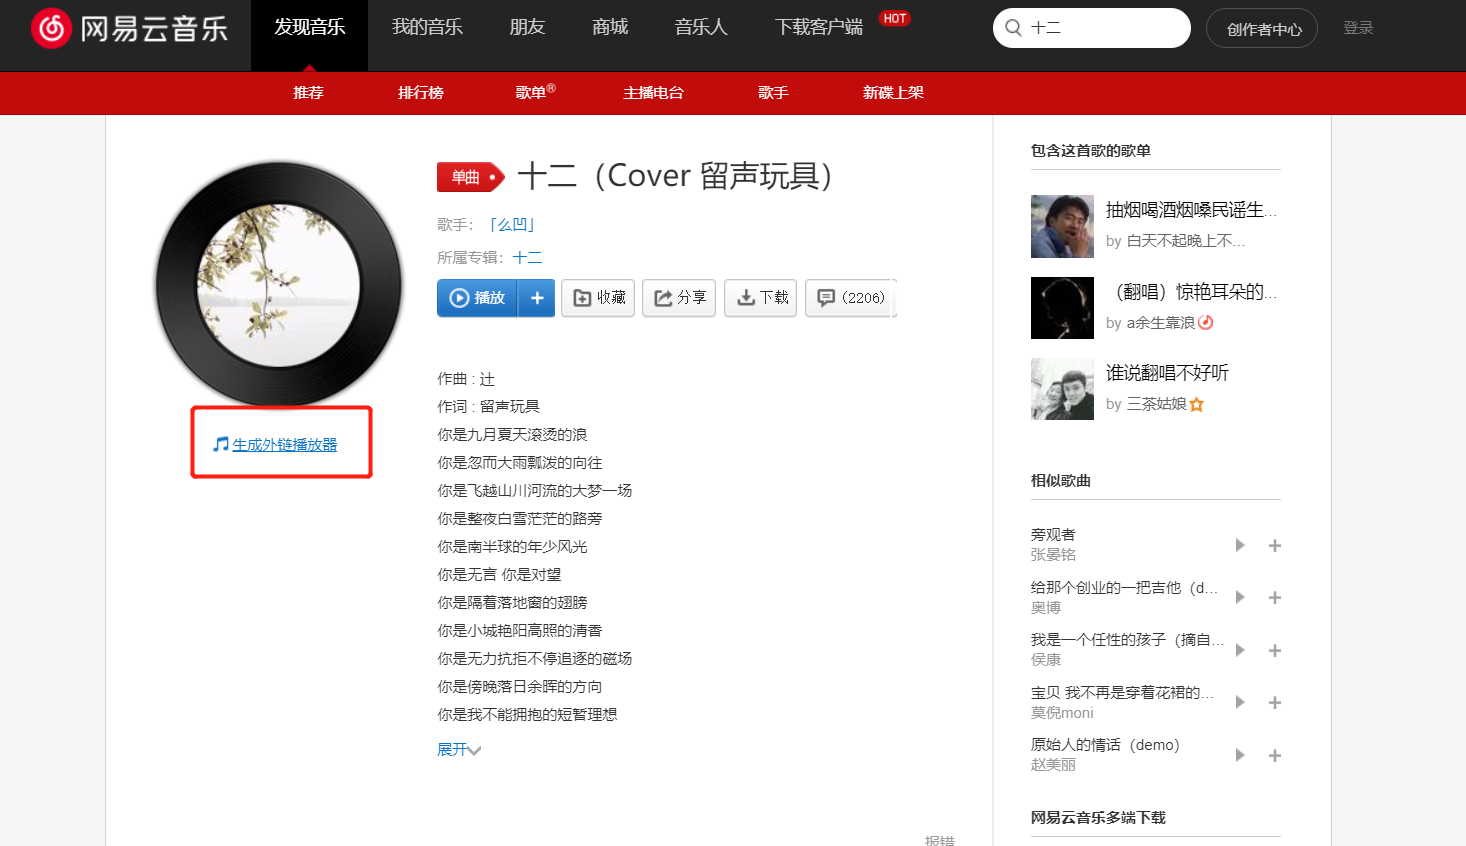 网易云音乐
发现音乐
我的音乐
朋友
商城
音乐人
下载客户端
HOT
十二
创作者中心
登录
推荐
排行榜
歌单®
主播电台
歌手
新碟上架
单曲
十二（Cover 留声玩具）
歌手：「么凹」
所属专辑：十二
播放
+
收藏
分享
下载
(2206)
生成外链播放器
作曲 : 辻
作词 : 留声玩具
你是九月夏天滚烫的浪
你是忽而大雨瓢泼的向往
你是飞越山川河流的大梦一场
你是整夜白雪茫茫的路旁
你是南半球的年少风光
你是无言 你是对望
你是隔着落地窗的翅膀
你是小城艳阳高照的清香
你是无力抗拒不停追逐的磁场
你是傍晚落日余晖的方向
你是我不能拥抱的短暂理想
展开
报错
包含这首歌的歌单
抽烟喝酒烟嗓民谣生...
by 白天不起晚上不...
（翻唱）惊艳耳朵的...
by a余生靠浪
谁说翻唱不好听
by 三茶姑娘
相似歌曲
旁观者
张晏铭
给那个创业的一把吉他（d...
奥博
我是一个任性的孩子（摘自...
侯康
宝贝 我不再是穿着花裙的...
莫倪moni
原始人的情话（demo）
赵美丽
网易云音乐多端下载